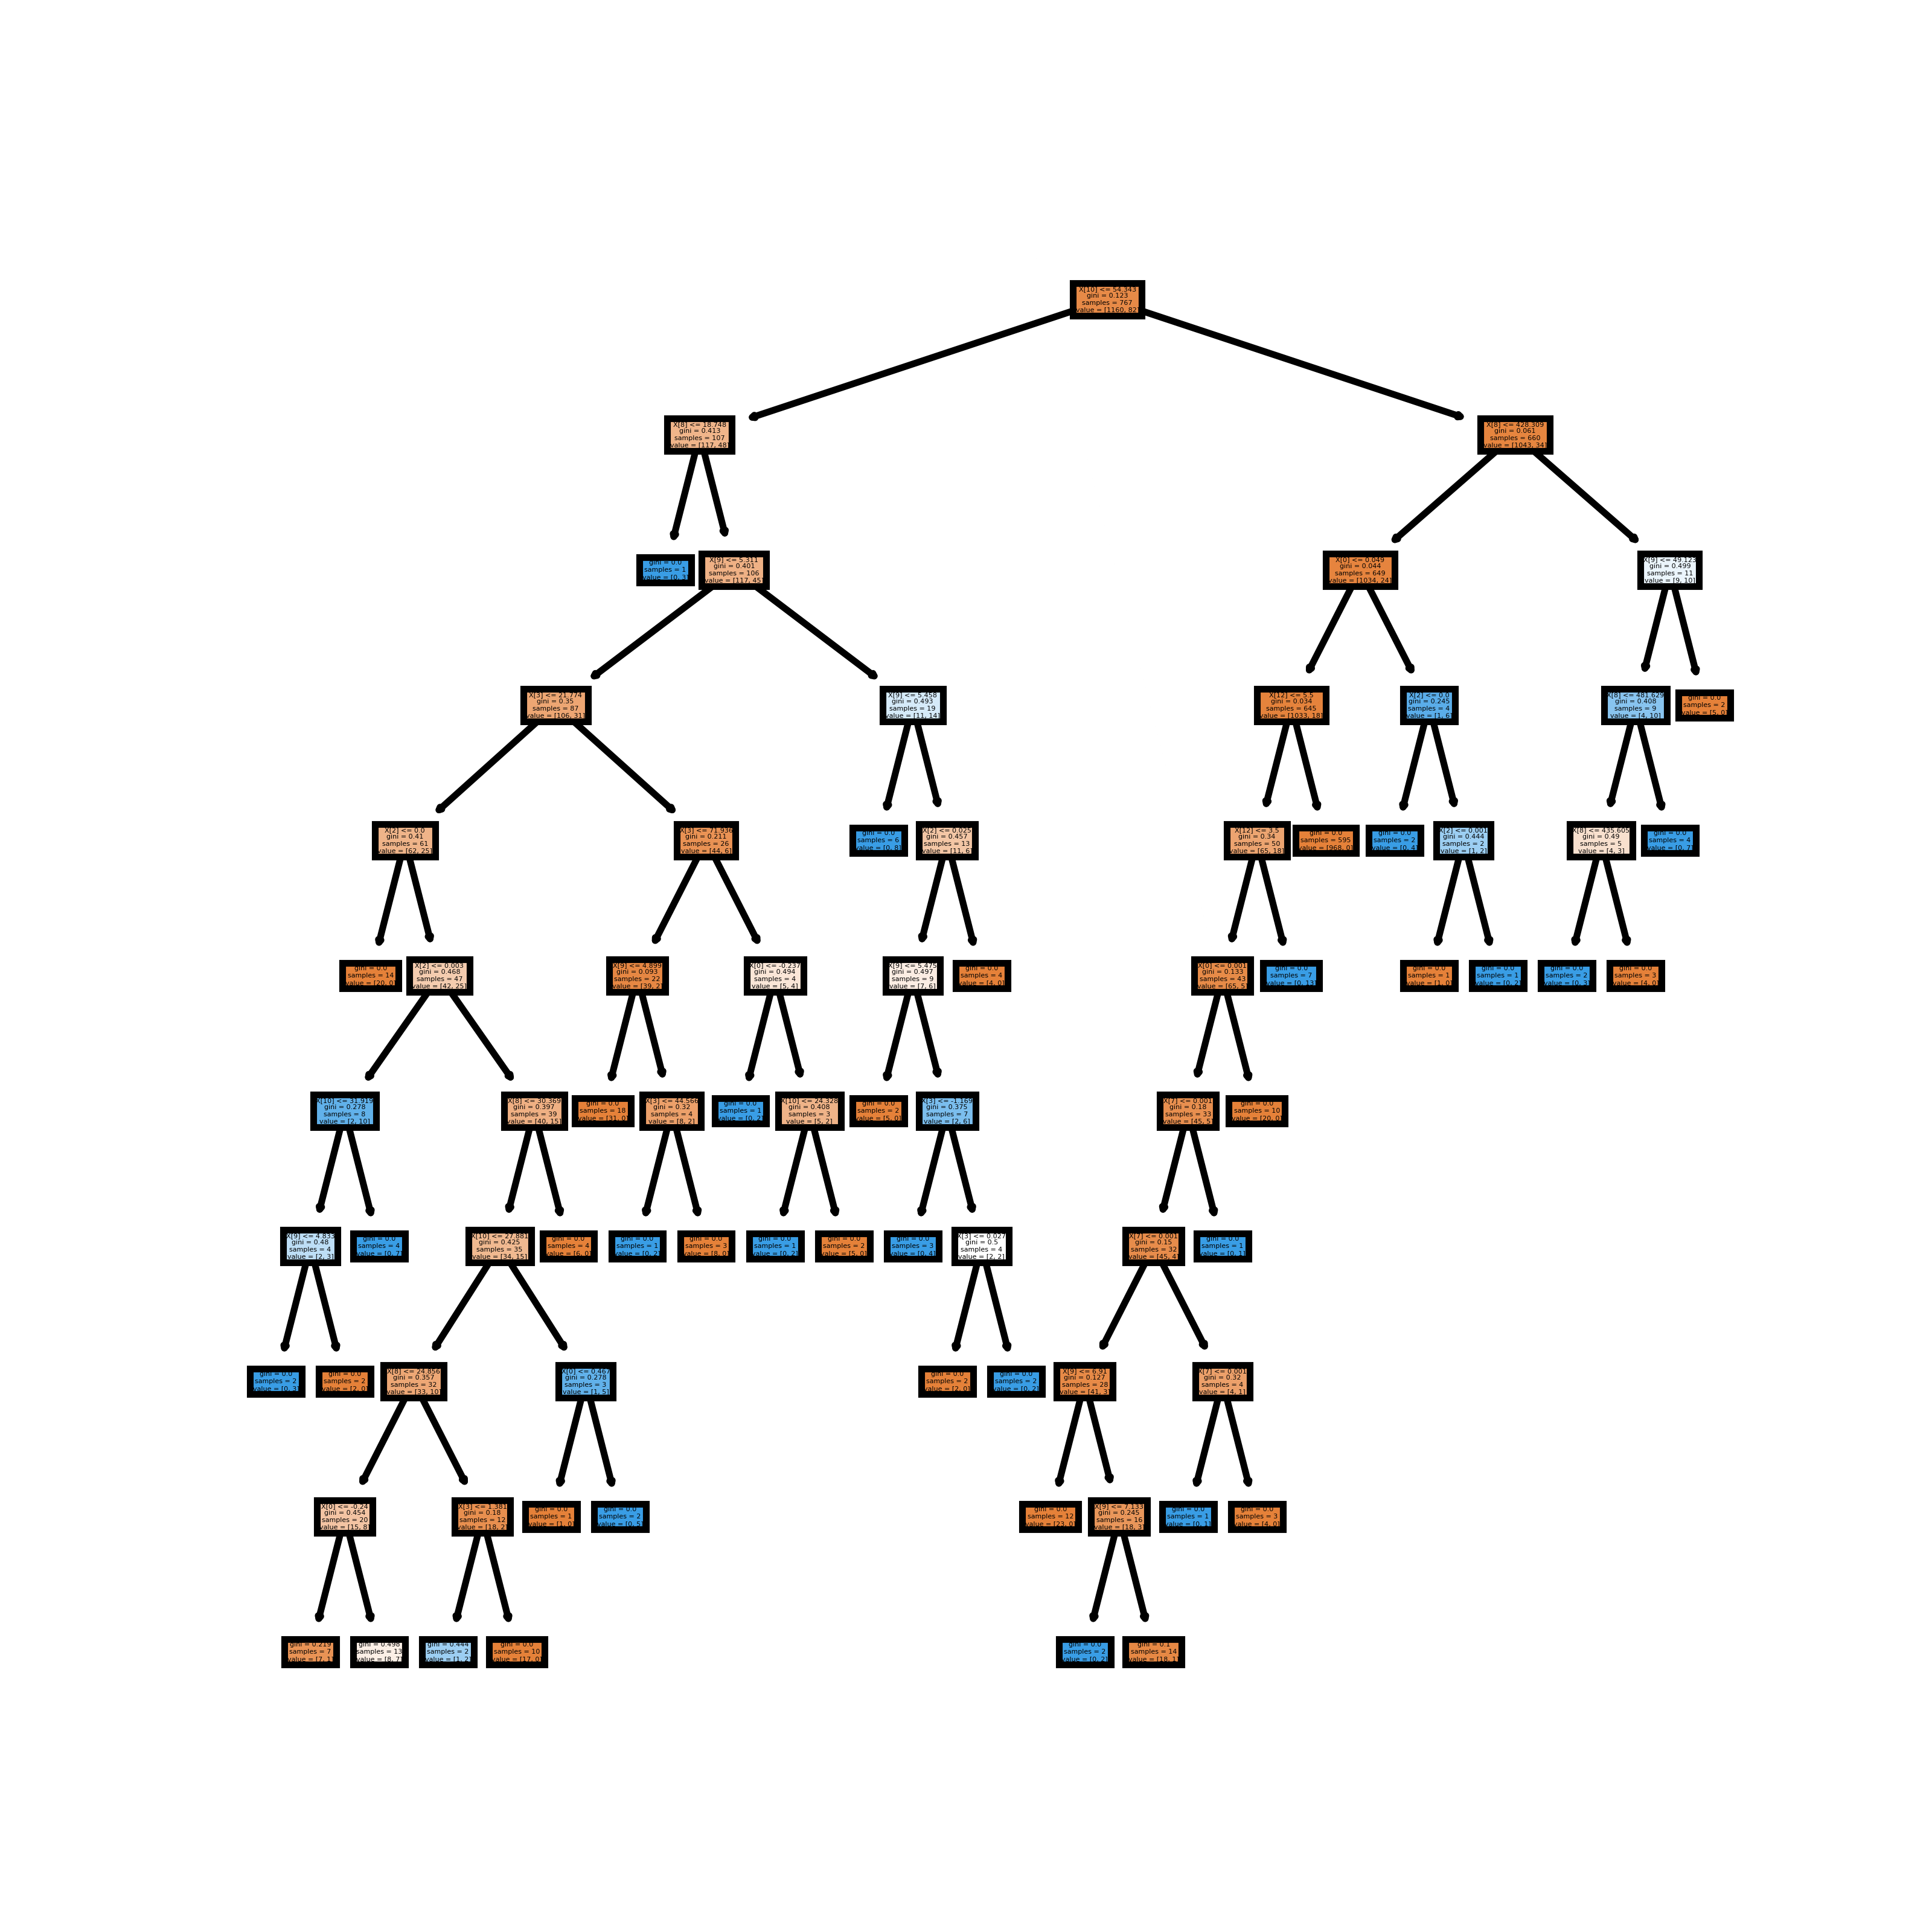 X[10] <= 54.343
gini = 0.123
samples = 767
value = [1160, 82]
X[8] <= 18.748
gini = 0.413
samples = 107
value = [117, 48]
X[8] <= 428.309
gini = 0.061
samples = 660
value = [1043, 34]
gini = 0.0
samples = 1
value = [0, 3]
X[9] <= 5.311
gini = 0.401
samples = 106
value = [117, 45]
X[0] <= 0.049
gini = 0.044
samples = 649
value = [1034, 24]
X[9] <= 49.123
gini = 0.499
samples = 11
value = [9, 10]
X[3] <= 21.774
gini = 0.35
samples = 87
value = [106, 31]
X[9] <= 5.458
gini = 0.493
samples = 19
value = [11, 14]
X[12] <= 5.5
gini = 0.034
samples = 645
value = [1033, 18]
X[2] <= 0.0
gini = 0.245
samples = 4
value = [1, 6]
X[8] <= 481.629
gini = 0.408
samples = 9
value = [4, 10]
gini = 0.0
samples = 2
value = [5, 0]
X[2] <= 0.0
gini = 0.41
samples = 61
value = [62, 25]
X[3] <= 71.936
gini = 0.211
samples = 26
value = [44, 6]
gini = 0.0
samples = 6
value = [0, 8]
X[2] <= 0.025
gini = 0.457
samples = 13
value = [11, 6]
X[12] <= 3.5
gini = 0.34
samples = 50
value = [65, 18]
gini = 0.0
samples = 595
value = [968, 0]
gini = 0.0
samples = 2
value = [0, 4]
X[2] <= 0.001
gini = 0.444
samples = 2
value = [1, 2]
X[8] <= 435.605
gini = 0.49
samples = 5
value = [4, 3]
gini = 0.0
samples = 4
value = [0, 7]
gini = 0.0
samples = 14
value = [20, 0]
X[2] <= 0.003
gini = 0.468
samples = 47
value = [42, 25]
X[9] <= 4.899
gini = 0.093
samples = 22
value = [39, 2]
X[0] <= -0.237
gini = 0.494
samples = 4
value = [5, 4]
X[9] <= 5.475
gini = 0.497
samples = 9
value = [7, 6]
gini = 0.0
samples = 4
value = [4, 0]
X[0] <= 0.001
gini = 0.133
samples = 43
value = [65, 5]
gini = 0.0
samples = 7
value = [0, 13]
gini = 0.0
samples = 1
value = [1, 0]
gini = 0.0
samples = 1
value = [0, 2]
gini = 0.0
samples = 2
value = [0, 3]
gini = 0.0
samples = 3
value = [4, 0]
X[10] <= 31.919
gini = 0.278
samples = 8
value = [2, 10]
X[8] <= 30.369
gini = 0.397
samples = 39
value = [40, 15]
gini = 0.0
samples = 18
value = [31, 0]
X[3] <= 44.566
gini = 0.32
samples = 4
value = [8, 2]
gini = 0.0
samples = 1
value = [0, 2]
X[10] <= 24.328
gini = 0.408
samples = 3
value = [5, 2]
gini = 0.0
samples = 2
value = [5, 0]
X[3] <= -1.169
gini = 0.375
samples = 7
value = [2, 6]
X[7] <= 0.001
gini = 0.18
samples = 33
value = [45, 5]
gini = 0.0
samples = 10
value = [20, 0]
X[9] <= 4.833
gini = 0.48
samples = 4
value = [2, 3]
gini = 0.0
samples = 4
value = [0, 7]
X[10] <= 27.881
gini = 0.425
samples = 35
value = [34, 15]
gini = 0.0
samples = 4
value = [6, 0]
gini = 0.0
samples = 1
value = [0, 2]
gini = 0.0
samples = 3
value = [8, 0]
gini = 0.0
samples = 1
value = [0, 2]
gini = 0.0
samples = 2
value = [5, 0]
gini = 0.0
samples = 3
value = [0, 4]
X[3] <= 0.027
gini = 0.5
samples = 4
value = [2, 2]
X[7] <= 0.001
gini = 0.15
samples = 32
value = [45, 4]
gini = 0.0
samples = 1
value = [0, 1]
gini = 0.0
samples = 2
value = [0, 3]
gini = 0.0
samples = 2
value = [2, 0]
X[8] <= 24.856
gini = 0.357
samples = 32
value = [33, 10]
X[0] <= 0.467
gini = 0.278
samples = 3
value = [1, 5]
gini = 0.0
samples = 2
value = [2, 0]
gini = 0.0
samples = 2
value = [0, 2]
X[9] <= 6.91
gini = 0.127
samples = 28
value = [41, 3]
X[7] <= 0.001
gini = 0.32
samples = 4
value = [4, 1]
X[0] <= -0.24
gini = 0.454
samples = 20
value = [15, 8]
X[3] <= 1.381
gini = 0.18
samples = 12
value = [18, 2]
gini = 0.0
samples = 1
value = [1, 0]
gini = 0.0
samples = 2
value = [0, 5]
gini = 0.0
samples = 12
value = [23, 0]
X[9] <= 7.133
gini = 0.245
samples = 16
value = [18, 3]
gini = 0.0
samples = 1
value = [0, 1]
gini = 0.0
samples = 3
value = [4, 0]
gini = 0.219
samples = 7
value = [7, 1]
gini = 0.498
samples = 13
value = [8, 7]
gini = 0.444
samples = 2
value = [1, 2]
gini = 0.0
samples = 10
value = [17, 0]
gini = 0.0
samples = 2
value = [0, 2]
gini = 0.1
samples = 14
value = [18, 1]